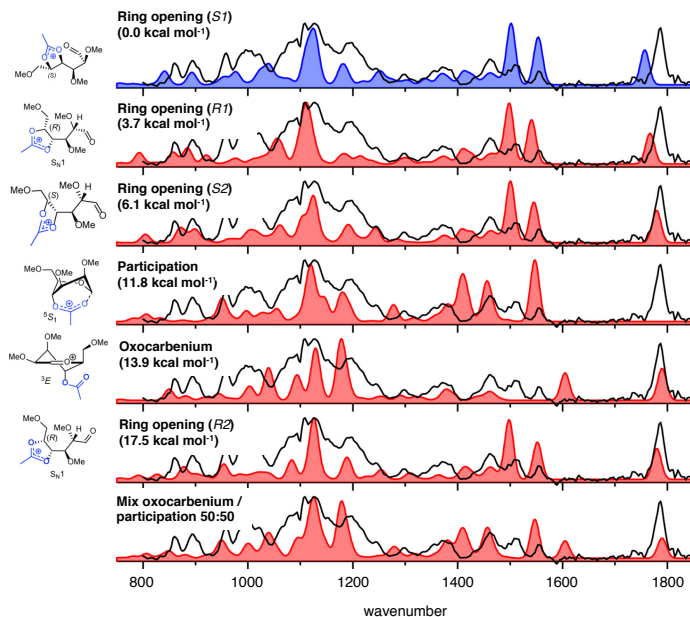 Ring opening (S1)
(0.0 kcal mol-1)
O
O
⊕
O
OMe
MeO
(S)
OMe
Ring opening (R1)
(3.7 kcal mol-1)
MeO
MeO H
(R)
O
O
⊕
O
OMe
SN1
Ring opening (S2)
(6.1 kcal mol-1)
MeO
(S)
MeO H
O
O
⊕
O
OMe
Participation
(11.8 kcal mol-1)
MeO
OMe
OMe
O
O
O
⊕
5S1
Oxocarbenium
(13.9 kcal mol-1)
OMe
OMe
MeO
O
⊕
3E
O
O
Ring opening (R2)
(17.5 kcal mol-1)
MeO
MeO H
(R)
O
O
⊕
O
OMe
SN1
Mix oxocarbenium /
participation 50:50
800 1000 1200 1400 1600 1800
wavenumber